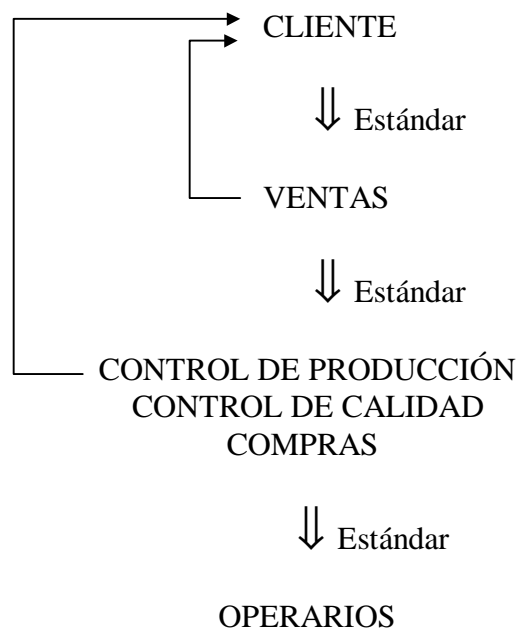 CLIENTE
Estándar
VENTAS
Estándar
CONTROL DE PRODUCCIÓN
CONTROL DE CALIDAD
COMPRAS
Estándar
OPERARIOS